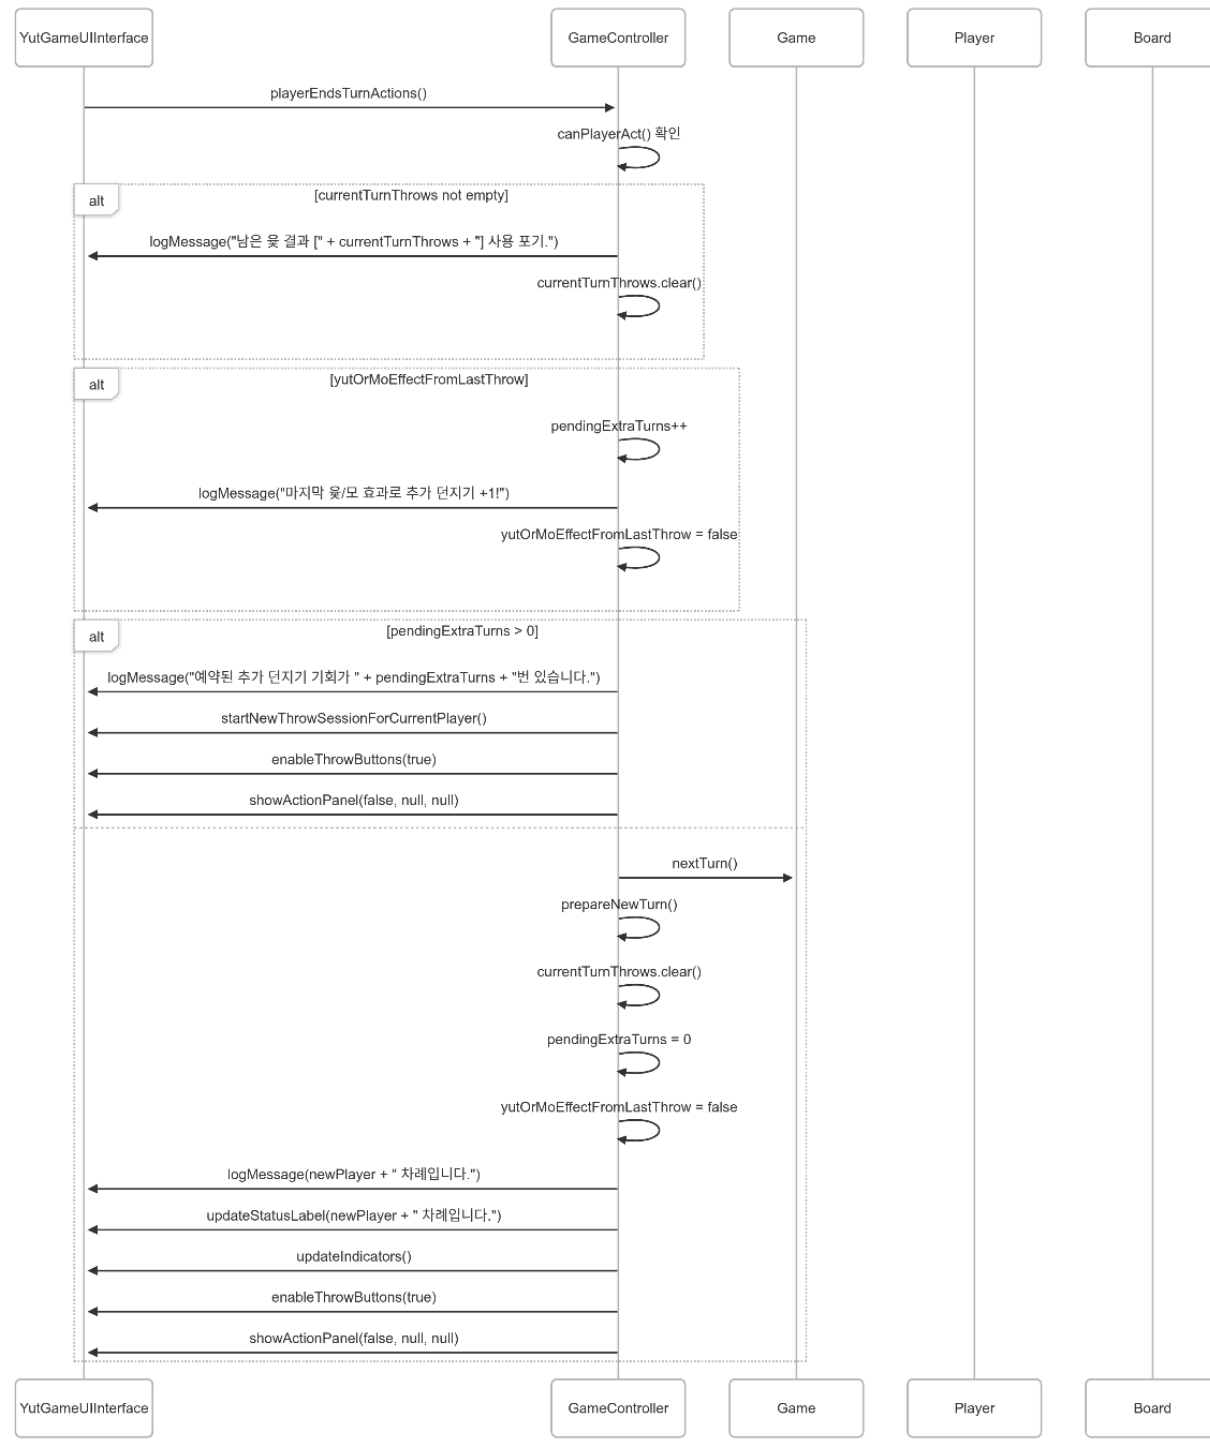 YutGameUIInterface
GameController
Game
Player
Board
playerEndsTurnActions()
canPlayerAct() 확인
alt
[currentTurnThrows not empty]
logMessage("남은 윷 결과 [" + currentTurnThrows + "] 사용 포기.")
currentTurnThrows.clear()
alt
[yutOrMoEffectFromLastThrow]
pendingExtraTurns++
logMessage("마지막 윷/모 효과로 추가 던지기 +1!")
yutOrMoEffectFromLastThrow = false
alt
[pendingExtraTurns > 0]
logMessage("예약된 추가 던지기 기회가 " + pendingExtraTurns + "번 있습니다.")
startNewThrowSessionForCurrentPlayer()
enableThrowButtons(true)
showActionPanel(false, null, null)
nextTurn()
prepareNewTurn()
currentTurnThrows.clear()
pendingExtraTurns = 0
yutOrMoEffectFromLastThrow = false
logMessage(newPlayer + " 차례입니다.")
updateStatusLabel(newPlayer + " 차례입니다.")
updateIndicators()
enableThrowButtons(true)
showActionPanel(false, null, null)
YutGameUIInterface
GameController
Game
Player
Board